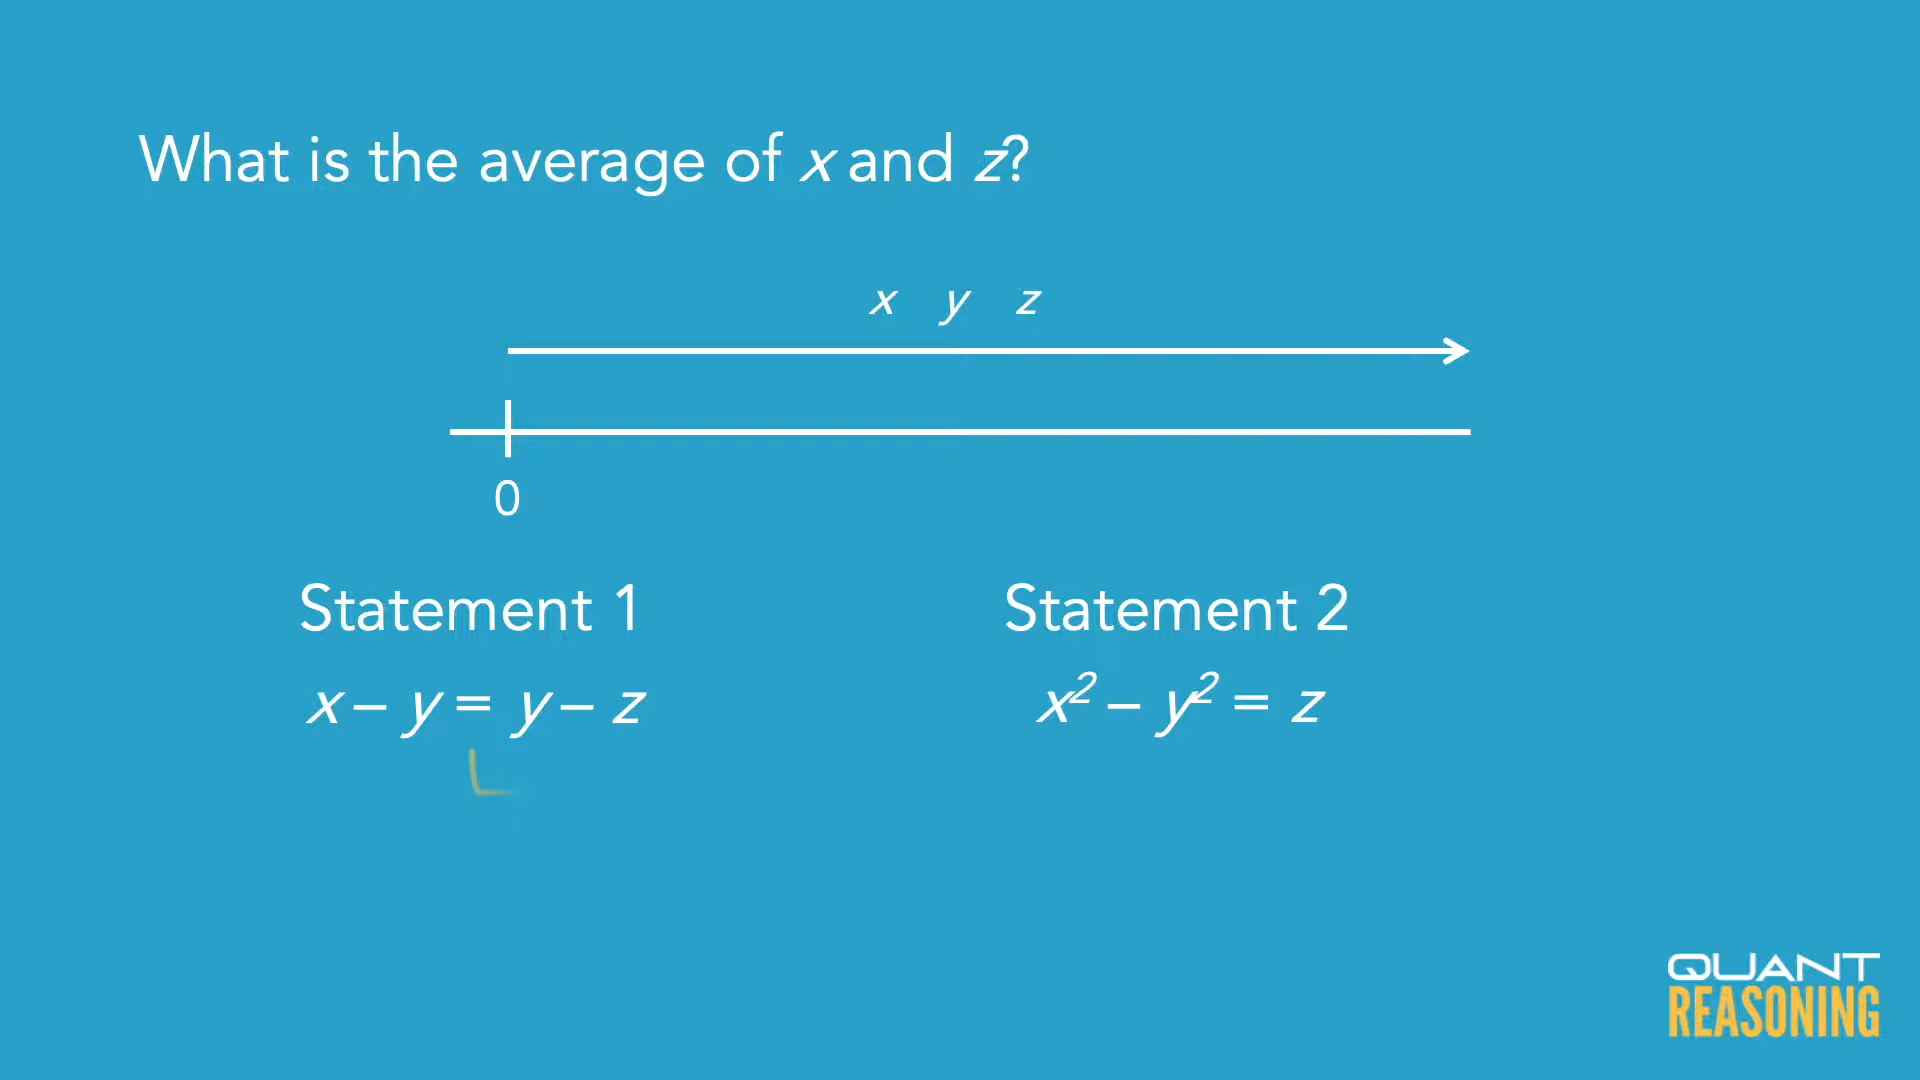 What is the average of x and z?
x y z
0
Statement 1
x – y = y – z
Statement 2
x² – y² = z
QUANT
REASONING